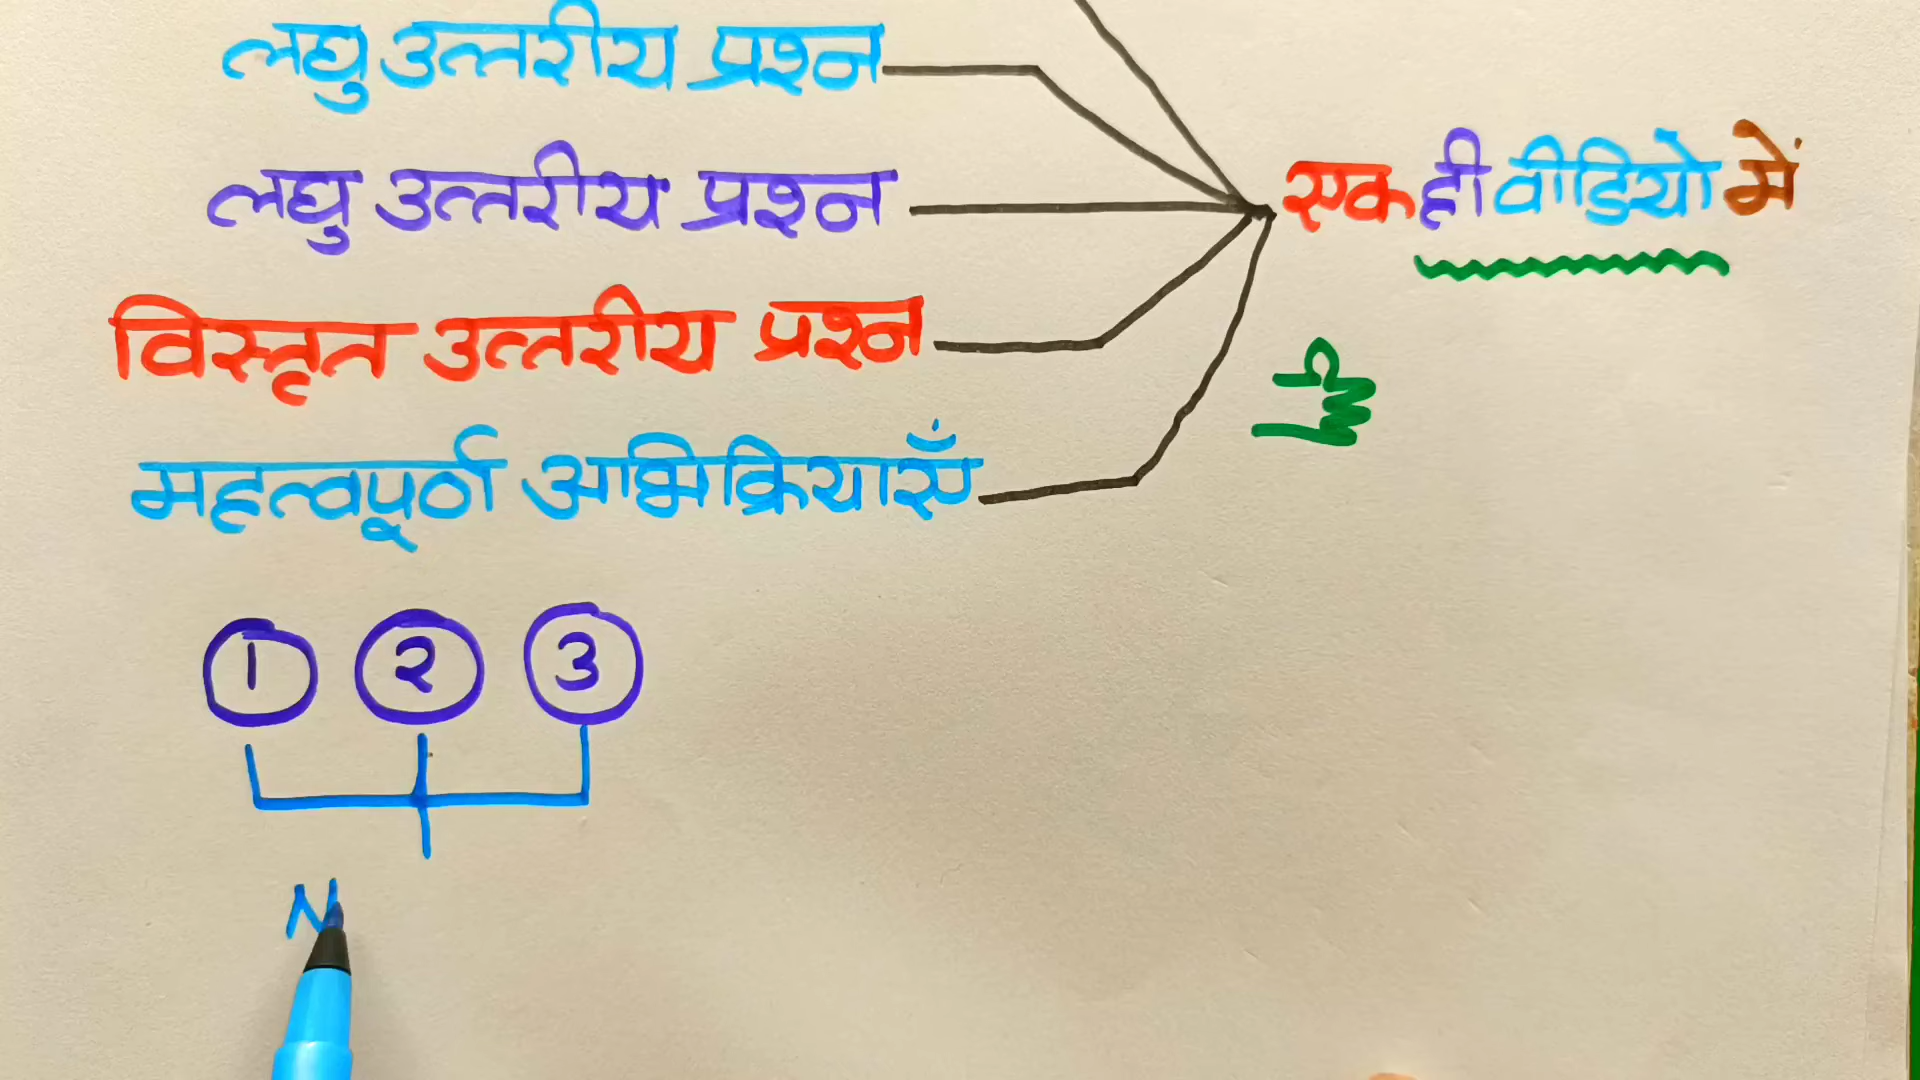 लघु उत्तरीय प्रश्न
लघु उत्तरीय प्रश्न
एक ही वीडियो में
विस्तृत उत्तरीय प्रश्न
महत्वपूर्ण अभिक्रियाएँ
1 2 3
N